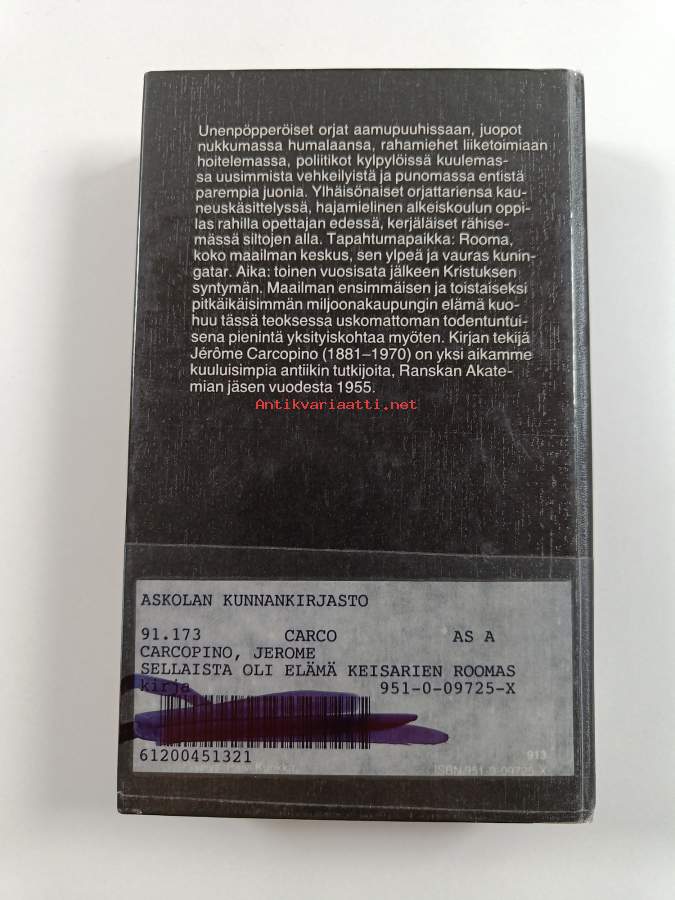 Unenpöpperöiset orjat aamupuuhissaan, juopot
nukkumassa humalaansa, rahamiehet liiketoimiaan
hoitelemassa, poliitikot kylpylöissä kuulemas-
sa uusimmista vehkeilyistä ja punomassa entistä
parempia juonia. Ylhäisönaiset orjattariensa kau-
neuskäsittelyssä, hajamielinen alkeiskoulun oppi-
las rahilla opettajan edessä, kerjäläiset rähise-
mässä siltojen alla. Tapahtumapaikka: Rooma,
koko maailman keskus, sen ylpeä ja vauras kunin-
gatar. Aika: toinen vuosisata jälkeen Kristuksen
syntymän. Maailman ensimmäisen ja toistaiseksi
pitkäikäisimmän miljoonakaupungin elämä kuo-
huu tässä teoksessa uskomattoman todentuntui-
sena pienintä yksityiskohtaa myöten. Kirjan tekijä
Jérôme Carcopino (1881–1970) on yksi aikamme
kuuluisimpia antiikin tutkijoita, Ranskan Akate-
mian jäsen vuodesta 1955.
Antikvariaatti.net
ASKOLAN KUNNANKIRJASTO
91.173 CARCO AS A
CARCOPINO, JEROME
SELLAISTA OLI ELÄMÄ KEISARIEN ROOMAS
kirja 951-0-09725-X
61200451321
913
ISBN 951-0-09725-X